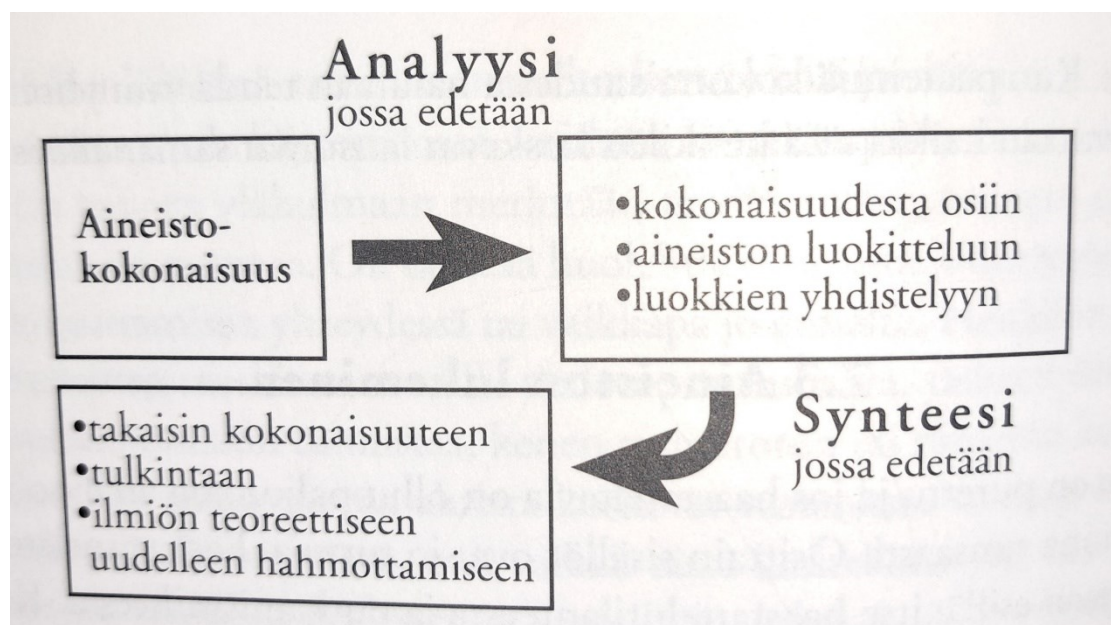 Analyysi
jossa edetään
Aineisto-
kokonaisuus
•kokonaisuudesta osiin
•aineiston luokitteluun
•luokkien yhdistelyyn
Synteesi
jossa edetään
•takaisin kokonaisuuteen
•tulkintaan
•ilmiön teoreettiseen
uudelleen hahmottamiseen